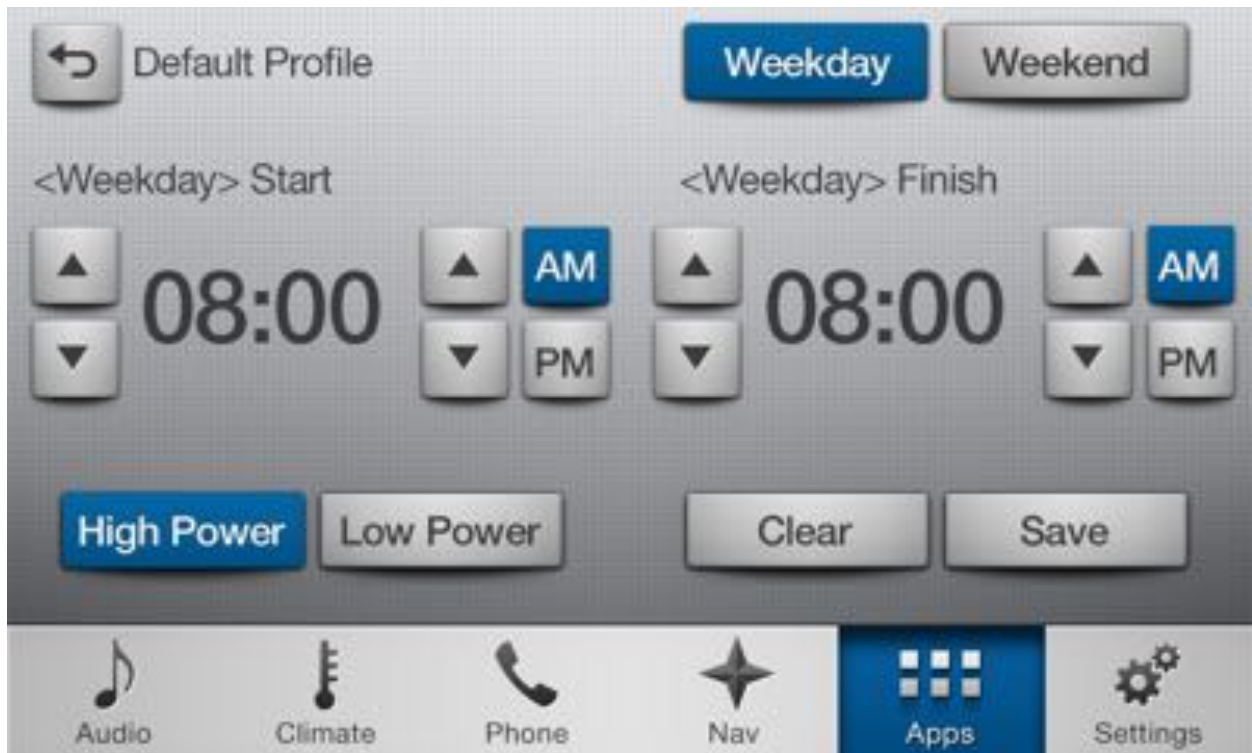 Default Profile
Weekday
Weekend
<Weekday> Start
<Weekday> Finish
08:00
AM
PM
08:00
AM
PM
High Power
Low Power
Clear
Save
Audio
Climate
Phone
Nav
Apps
Settings